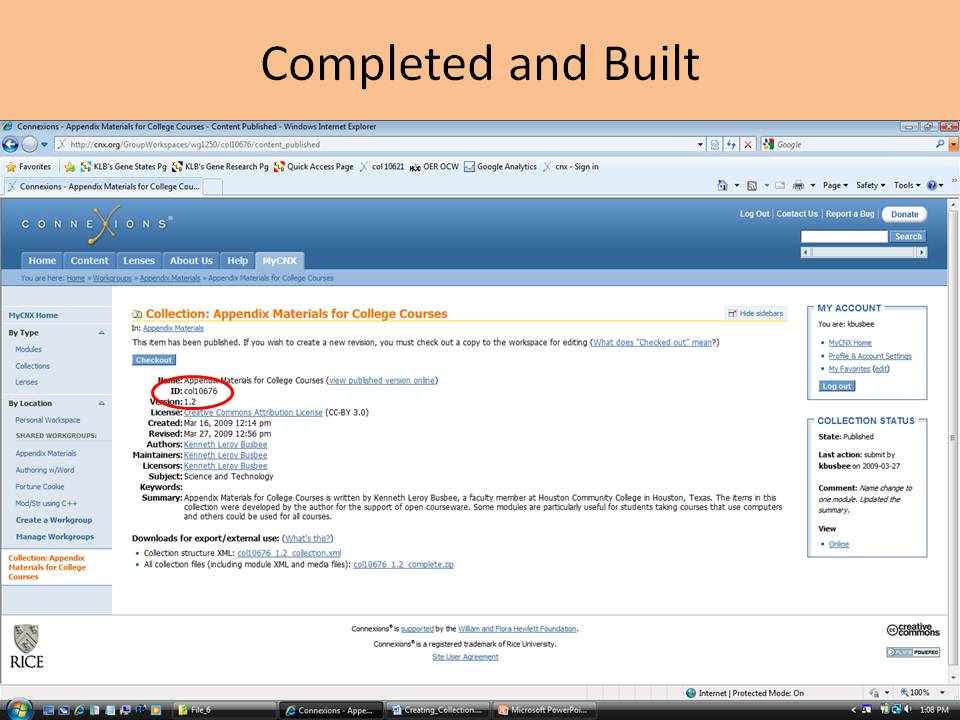 Completed and Built
Connexions - Appendix Materials for College Courses - Content Published - Windows Internet Explorer
http://cnx.org/GroupWorkspaces/wg1250/col10676/content_published
Google
Favorites KLB's Gene States Pg KLB's Gene Research Pg Quick Access Page col 10621 OER OCW Google Analytics cnx - Sign in
Connexions - Appendix Materials for College Cou...
Page Safety Tools
CONNEXIONS®
Log Out | Contact Us | Report a Bug Donate
Search
Home Content Lenses About Us Help MyCNX
You are here: Home » Workgroups » Appendix Materials » Appendix Materials for College Courses
MyCNX Home
By Type
Modules
Collections
Lenses
By Location
Personal Workspace
SHARED WORKGROUPS:
Appendix Materials
Authoring w/Word
Fortune Cookie
Mod/Str using C++
Create a Workgroup
Manage Workgroups
Collection: Appendix
Materials for College
Courses
Collection: Appendix Materials for College Courses
Hide sidebars
In: Appendix Materials
This item has been published. If you wish to create a new revision, you must check out a copy to the workspace for editing (What does "Checked out" mean?)
Checkout
Name: Appendix Materials for College Courses (view published version online)
ID: col10676
Version: 1.2
License: Creative Commons Attribution License (CC-BY 3.0)
Created: Mar 16, 2009 12:14 pm
Revised: Mar 27, 2009 12:56 pm
Authors: Kenneth Leroy Busbee
Maintainers: Kenneth Leroy Busbee
Licensors: Kenneth Leroy Busbee
Subject: Science and Technology
Keywords:
Summary: Appendix Materials for College Courses is written by Kenneth Leroy Busbee, a faculty member at Houston Community College in Houston, Texas. The items in this
collection were developed by the author for the support of open courseware. Some modules are particularly useful for students taking courses that use computers
and others could be used for all courses.
Downloads for export/external use: (What's this?)
Collection structure XML: col10676_1.2_collection.xml
All collection files (including module XML and media files): col10676_1.2_complete.zip
MY ACCOUNT
You are: kbusbee
MyCNX Home
Profile & Account Settings
My Favorites (edit)
Log out
COLLECTION STATUS
State: Published
Last action: submit by
kbusbee on 2009-03-27
Comment: Name change to
one module. Updated the
summary.
View
Online
RICE
Connexions® is supported by the William and Flora Hewlett Foundation.
Connexions® is a registered trademark of Rice University.
Site User Agreement
cc creative
commons
PLONE POWERED
Internet | Protected Mode: On
100%
File_6
Connexions - Appe...
Creating_Collection...
Microsoft PowerPoi...
1:08 PM